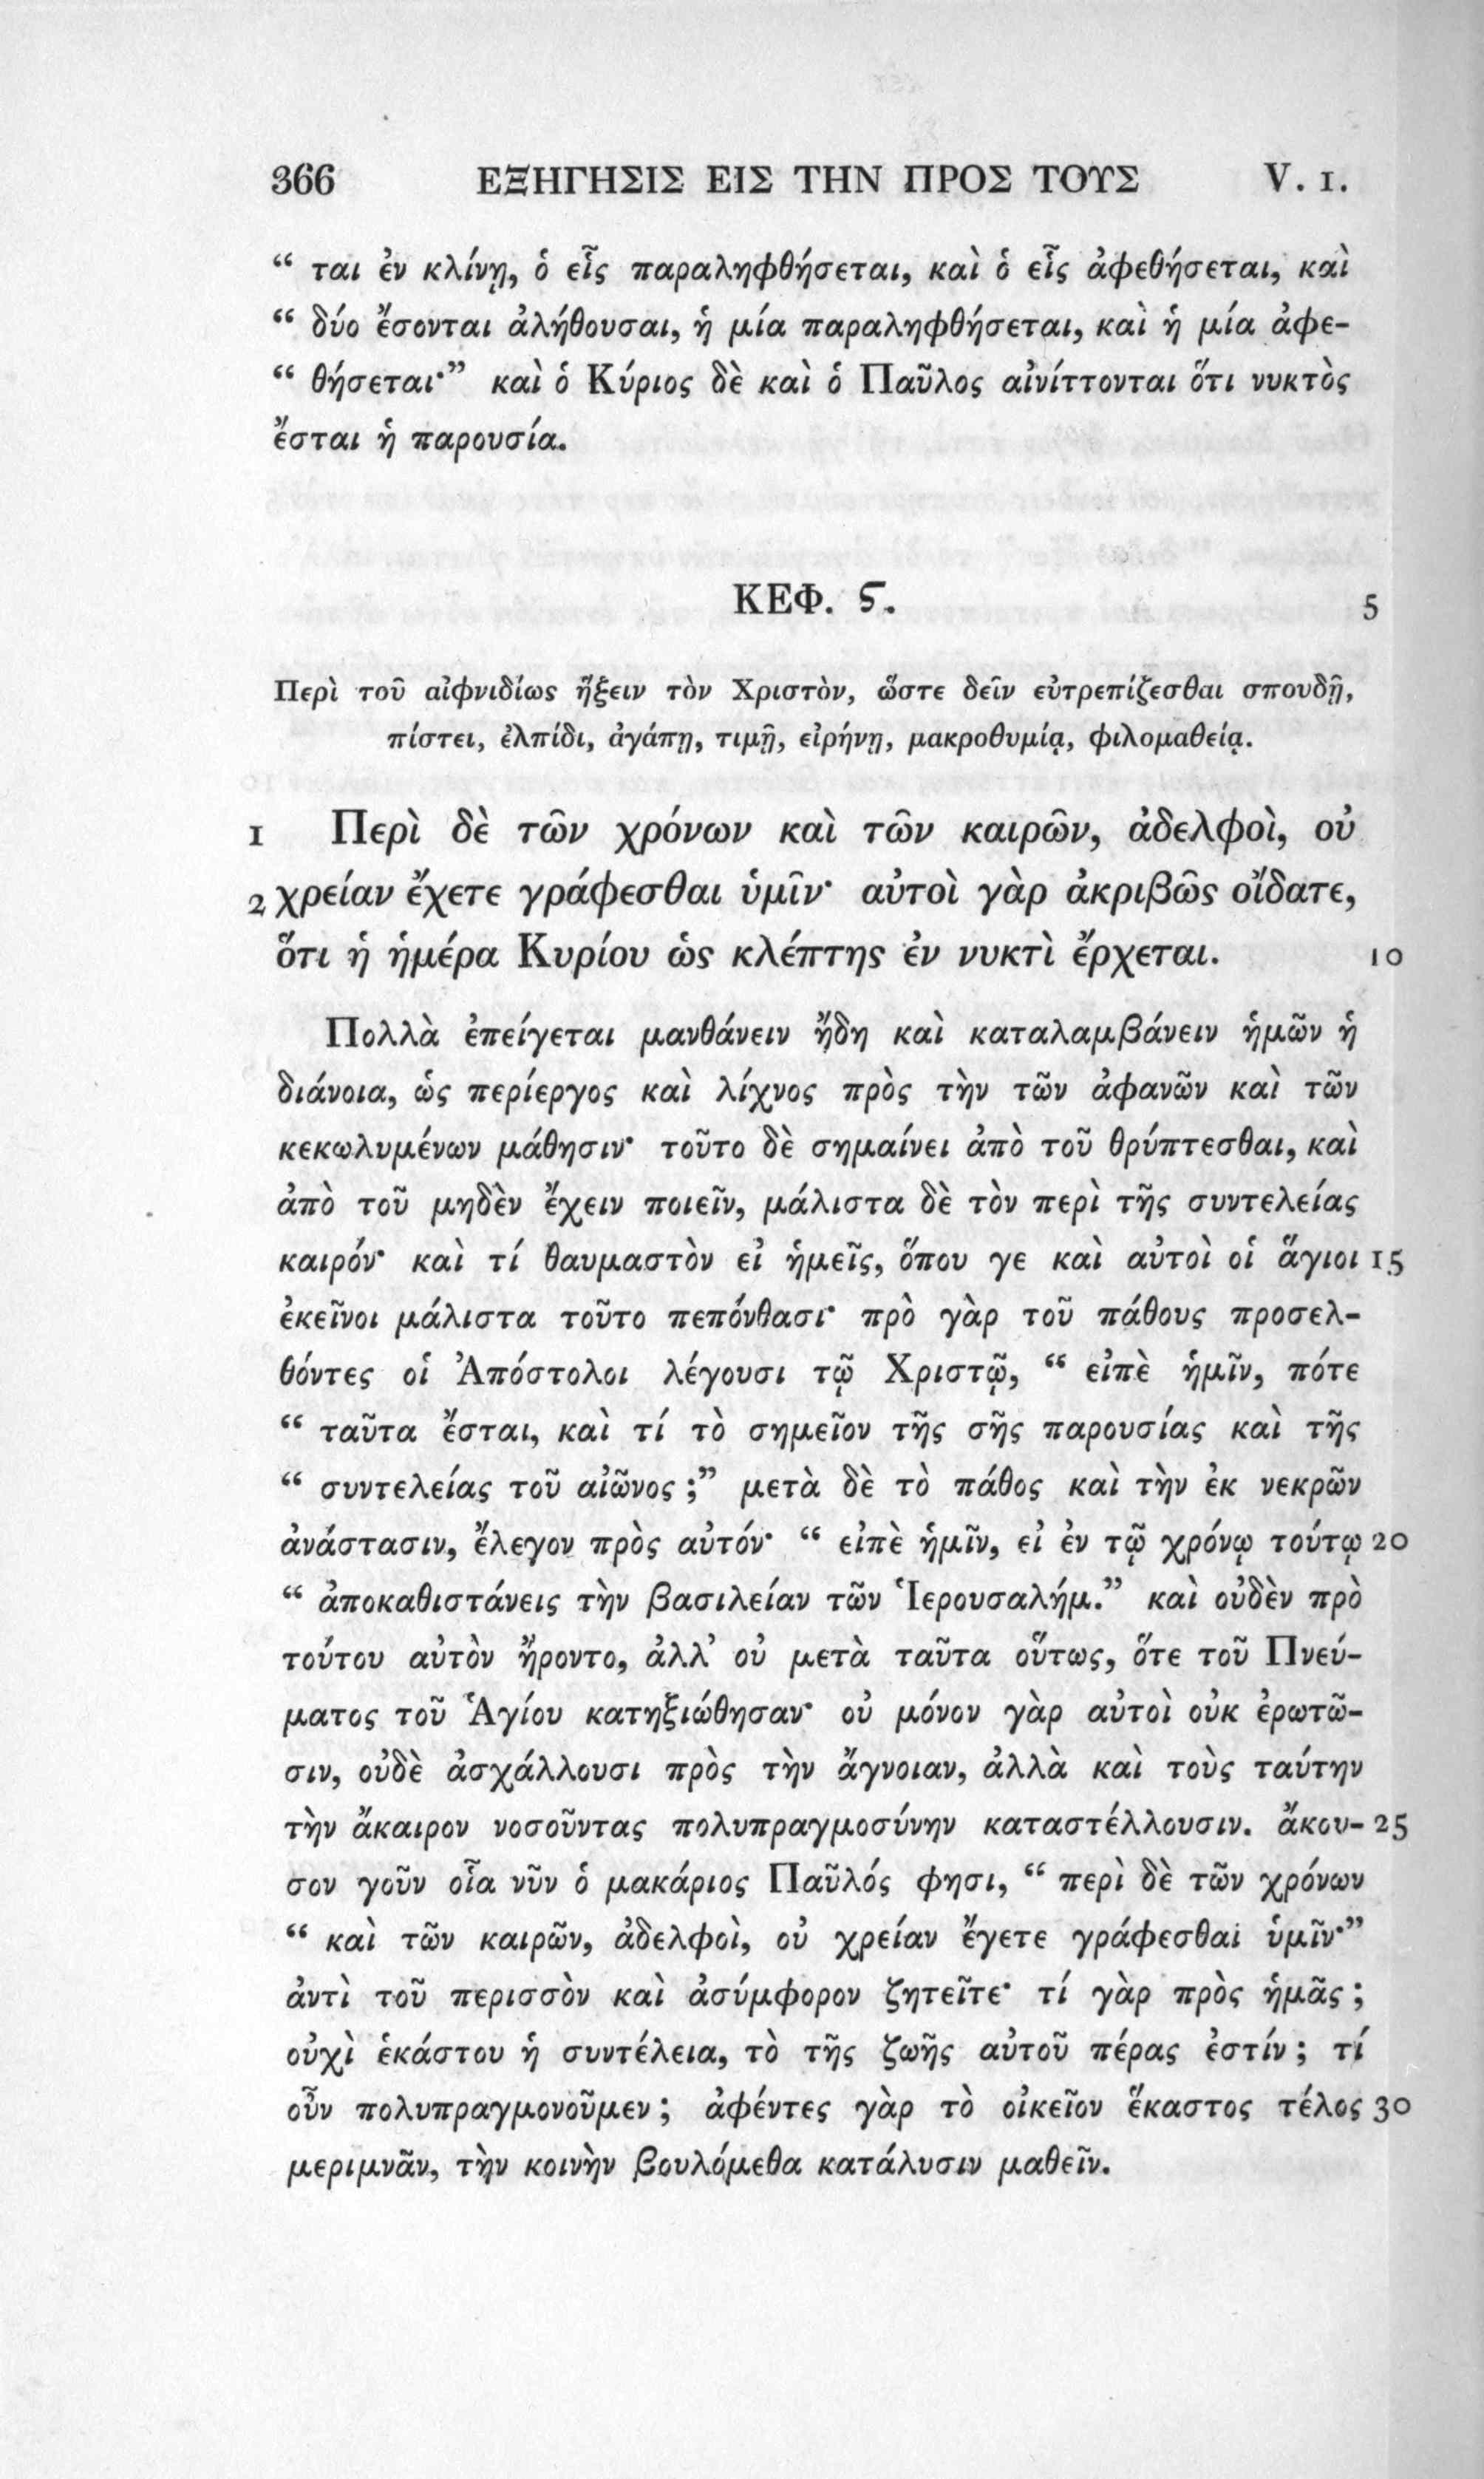 366 ΕΞΗΓΗΣΙΣ ΕΙΣ ΤΗΝ ΠΡΟΣ ΤΟΥΣ V. 1.
“ ται ἐν κλίνῃ, ὁ εἷς παραληφθήσεται, καὶ ὁ εἷς ἀφεθήσεται, καὶ
“ δύο ἔσονται ἀλήθουσαι, ἡ μία παραληφθήσεται, καὶ ἡ μία ἀφε-
“ θήσεται·” καὶ ὁ Κύριος δὲ καὶ ὁ Παῦλος αἰνίττονται ὅτι νυκτὸς
ἔσται ἡ παρουσία.
ΚΕΦ. ϛ. 5
Περὶ τοῦ αἰφνιδίως ἥξειν τὸν Χριστὸν, ὥστε δεῖν εὐτρεπίζεσθαι σπουδῇ,
πίστει, ἐλπίδι, ἀγάπῃ, τιμῇ, εἰρήνῃ, μακροθυμίᾳ, φιλομαθείᾳ.
1 Περὶ δὲ τῶν χρόνων καὶ τῶν καιρῶν, ἀδελφοὶ, οὐ
2 χρείαν ἔχετε γράφεσθαι ὑμῖν· αὐτοὶ γὰρ ἀκριβῶς οἴδατε,
ὅτι ἡ ἡμέρα Κυρίου ὡς κλέπτης ἐν νυκτὶ ἔρχεται. 10
Πολλὰ ἐπείγεται μανθάνειν ἤδη καὶ καταλαμβάνειν ἡμῶν ἡ
διάνοια, ὡς περίεργος καὶ λίχνος πρὸς τὴν τῶν ἀφανῶν καὶ τῶν
κεκωλυμένων μάθησιν· τοῦτο δὲ σημαίνει ἀπὸ τοῦ θρύπτεσθαι, καὶ
ἀπὸ τοῦ μηδὲν ἔχειν ποιεῖν, μάλιστα δὲ τὸν περὶ τῆς συντελείας
καιρόν· καὶ τί θαυμαστὸν εἰ ἡμεῖς, ὅπου γε καὶ αὐτοὶ οἱ ἅγιοι 15
ἐκεῖνοι μάλιστα τοῦτο πεπόνθασι· πρὸ γὰρ τοῦ πάθους προσελ-
θόντες οἱ Ἀπόστολοι λέγουσι τῷ Χριστῷ, “ εἰπὲ ἡμῖν, πότε
“ ταῦτα ἔσται, καὶ τί τὸ σημεῖον τῆς σῆς παρουσίας καὶ τῆς
“ συντελείας τοῦ αἰῶνος ;” μετὰ δὲ τὸ πάθος καὶ τὴν ἐκ νεκρῶν
ἀνάστασιν, ἔλεγον πρὸς αὐτόν· “ εἰπὲ ἡμῖν, εἰ ἐν τῷ χρόνῳ τούτῳ 20
“ ἀποκαθιστάνεις τὴν βασιλείαν τῶν Ἱερουσαλήμ.” καὶ οὐδὲν πρὸ
τούτου αὐτὸν ἤροντο, ἀλλ’ οὐ μετὰ ταῦτα οὕτως, ὅτε τοῦ Πνεύ-
ματος τοῦ Ἁγίου κατηξιώθησαν· οὐ μόνον γὰρ αὐτοὶ οὐκ ἐρωτῶ-
σιν, οὐδὲ ἀσχάλλουσι πρὸς τὴν ἄγνοιαν, ἀλλὰ καὶ τοὺς ταύτην
τὴν ἄκαιρον νοσοῦντας πολυπραγμοσύνην καταστέλλουσιν. ἄκου- 25
σον γοῦν οἷα νῦν ὁ μακάριος Παῦλός φησι, “ περὶ δὲ τῶν χρόνων
“ καὶ τῶν καιρῶν, ἀδελφοὶ, οὐ χρείαν ἔγετε γράφεσθαι ὑμῖν·”
ἀντὶ τοῦ περισσὸν καὶ ἀσύμφορον ζητεῖτε· τί γὰρ πρὸς ἡμᾶς ;
οὐχὶ ἑκάστου ἡ συντέλεια, τὸ τῆς ζωῆς αὐτοῦ πέρας ἐστίν ; τί
οὖν πολυπραγμονοῦμεν ; ἀφέντες γὰρ τὸ οἰκεῖον ἕκαστος τέλος 30
μεριμνᾶν, τὴν κοινὴν βουλόμεθα κατάλυσιν μαθεῖν.